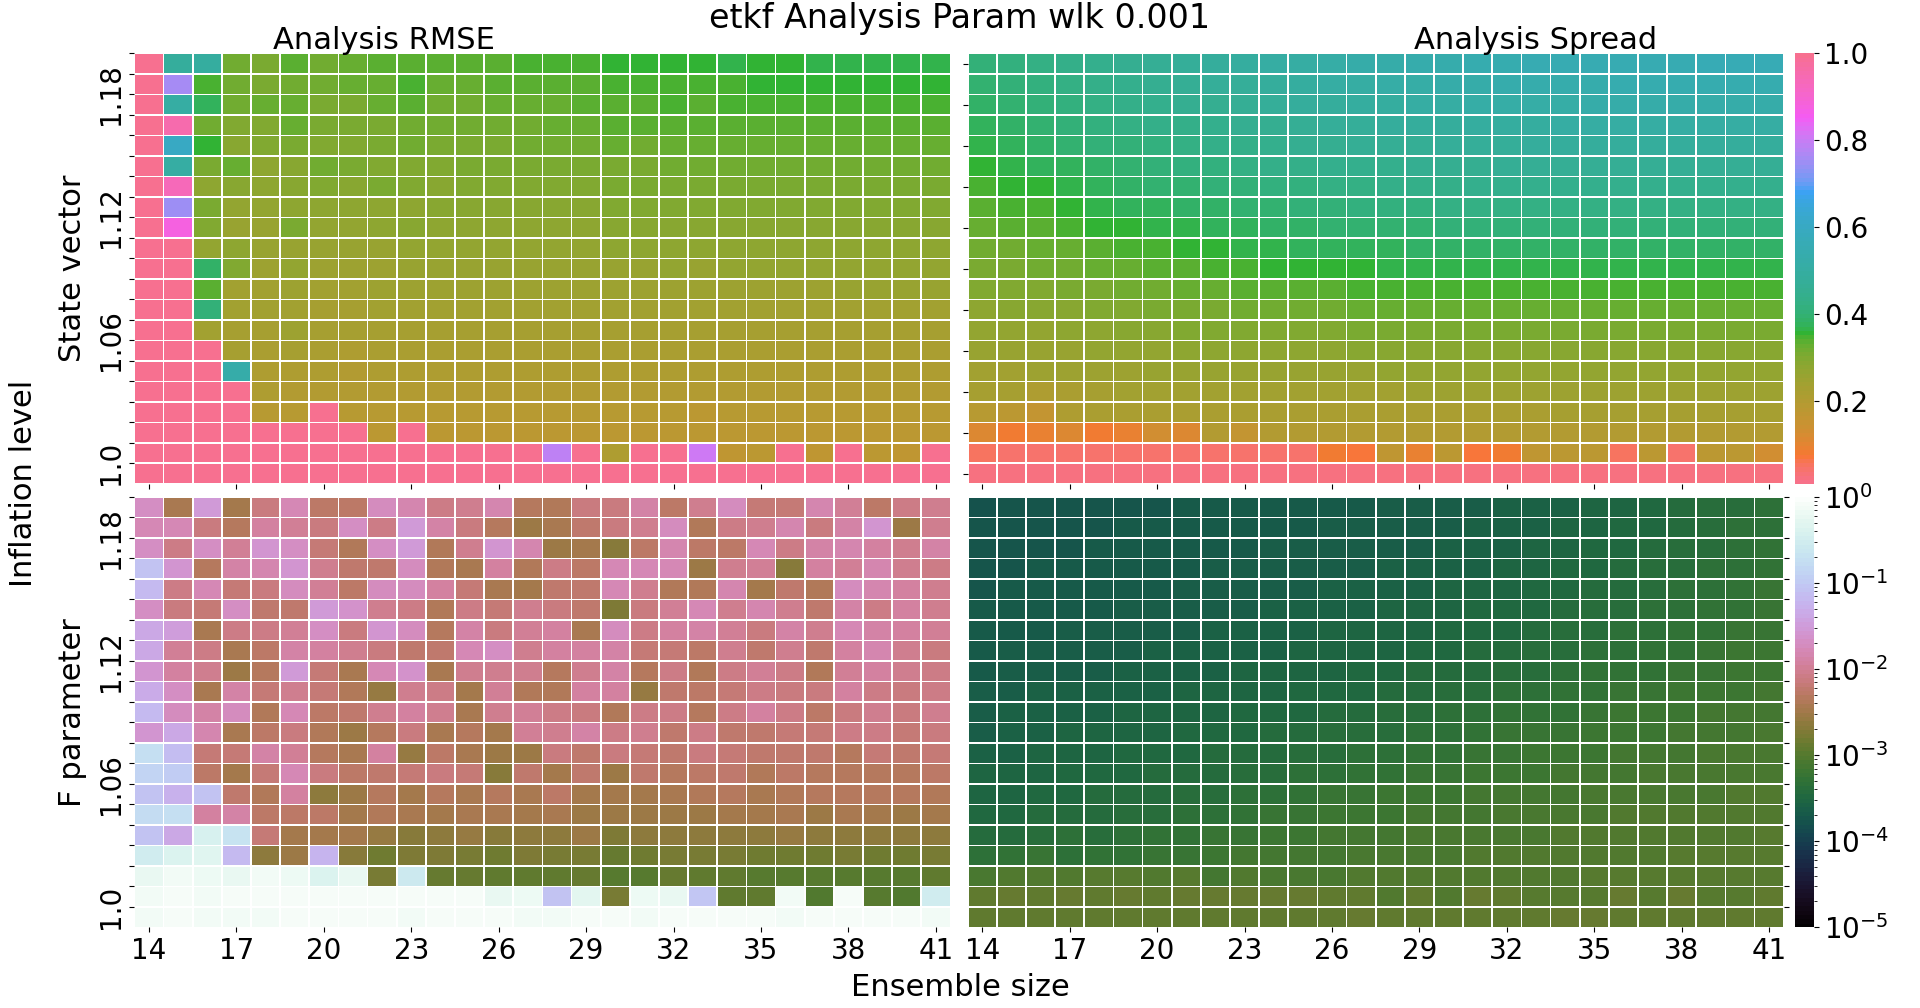 etkf Analysis Param wlk 0.001
Analysis RMSE
Analysis Spread
Inflation level
State vector
1.18
1.12
1.06
1.0
1.0
0.8
0.6
0.4
0.2
F parameter
1.18
1.12
1.06
1.0
10⁰
10⁻¹
10⁻²
10⁻³
10⁻⁴
10⁻⁵
14 17 20 23 26 29 32 35 38 41
14 17 20 23 26 29 32 35 38 41
Ensemble size